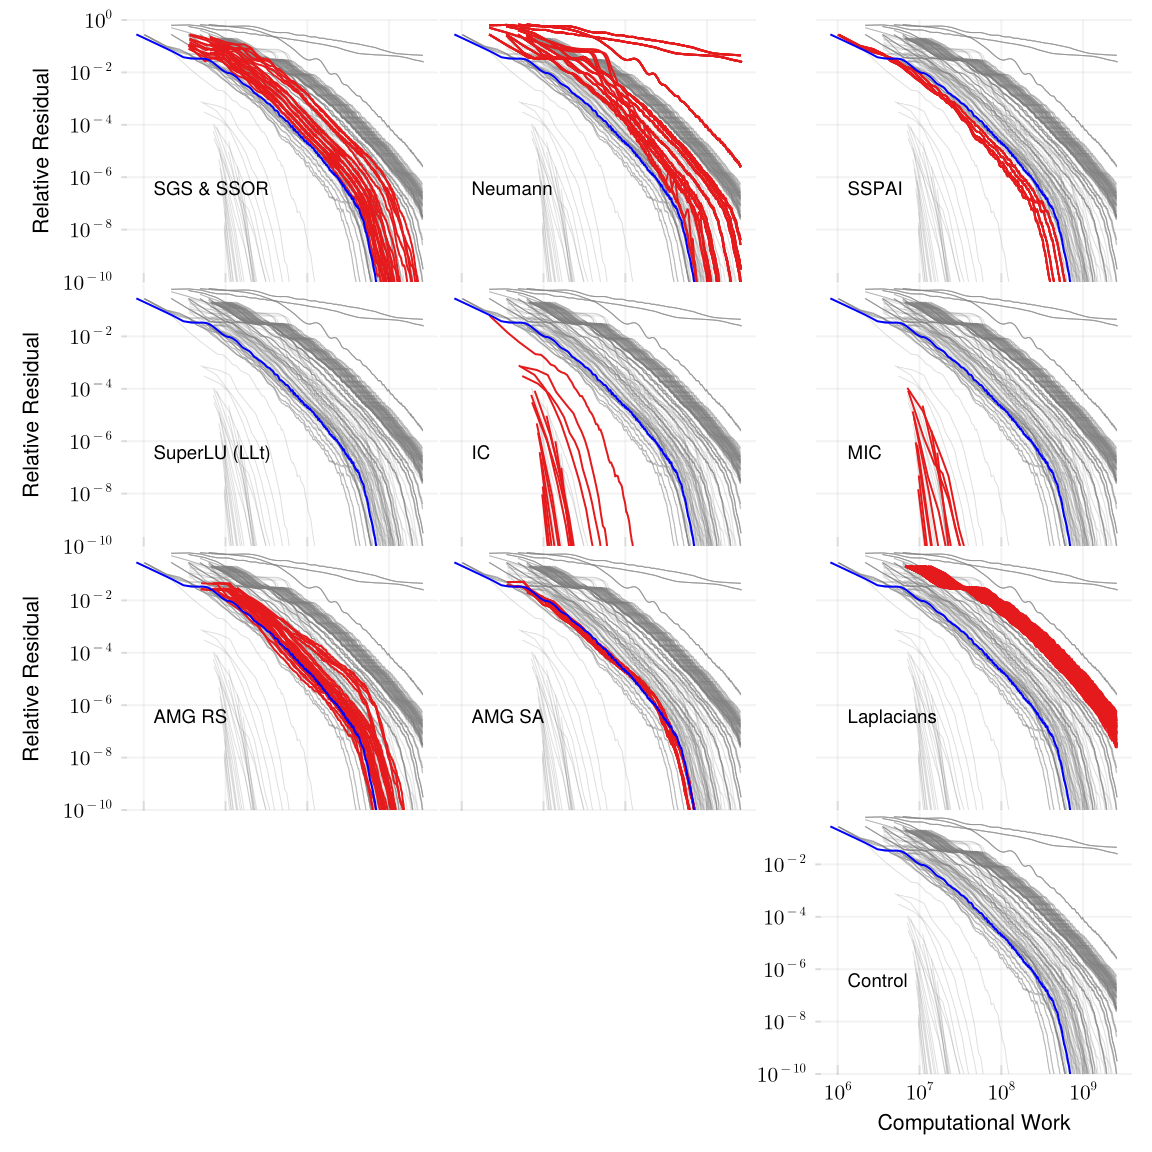 10^0
10^-2
10^-4
10^-6
10^-8
10^-10
Relative Residual
SGS & SSOR
Neumann
SSPAI
10^-2
10^-4
10^-6
10^-8
10^-10
Relative Residual
SuperLU (LLt)
IC
MIC
10^-2
10^-4
10^-6
10^-8
10^-10
Relative Residual
AMG RS
AMG SA
Laplacians
10^-2
10^-4
10^-6
10^-8
10^-10
Control
10^6 10^7 10^8 10^9
Computational Work